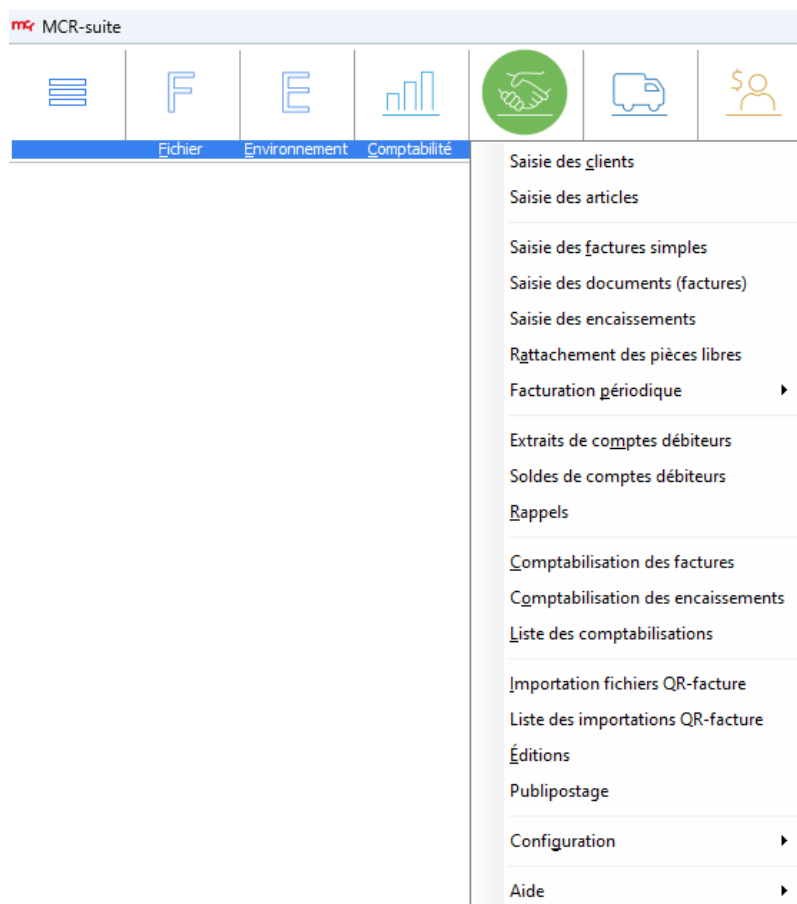 mcr MCR-suite
F E $
Fichier Environnement Comptabilité
Saisie des clients
Saisie des articles
Saisie des factures simples
Saisie des documents (factures)
Saisie des encaissements
Rattachement des pièces libres
Facturation périodique
Extraits de comptes débiteurs
Soldes de comptes débiteurs
Rappels
Comptabilisation des factures
Comptabilisation des encaissements
Liste des comptabilisations
Importation fichiers QR-facture
Liste des importations QR-facture
Éditions
Publipostage
Configuration
Aide